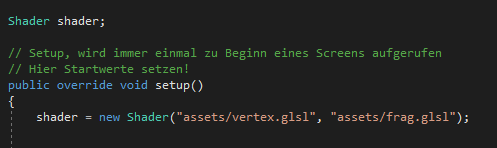 Shader shader;
// Setup, wird immer einmal zu Beginn eines Screens aufgerufen
// Hier Startwerte setzen!
public override void setup()
{
shader = new Shader("assets/vertex.glsl", "assets/frag.glsl");